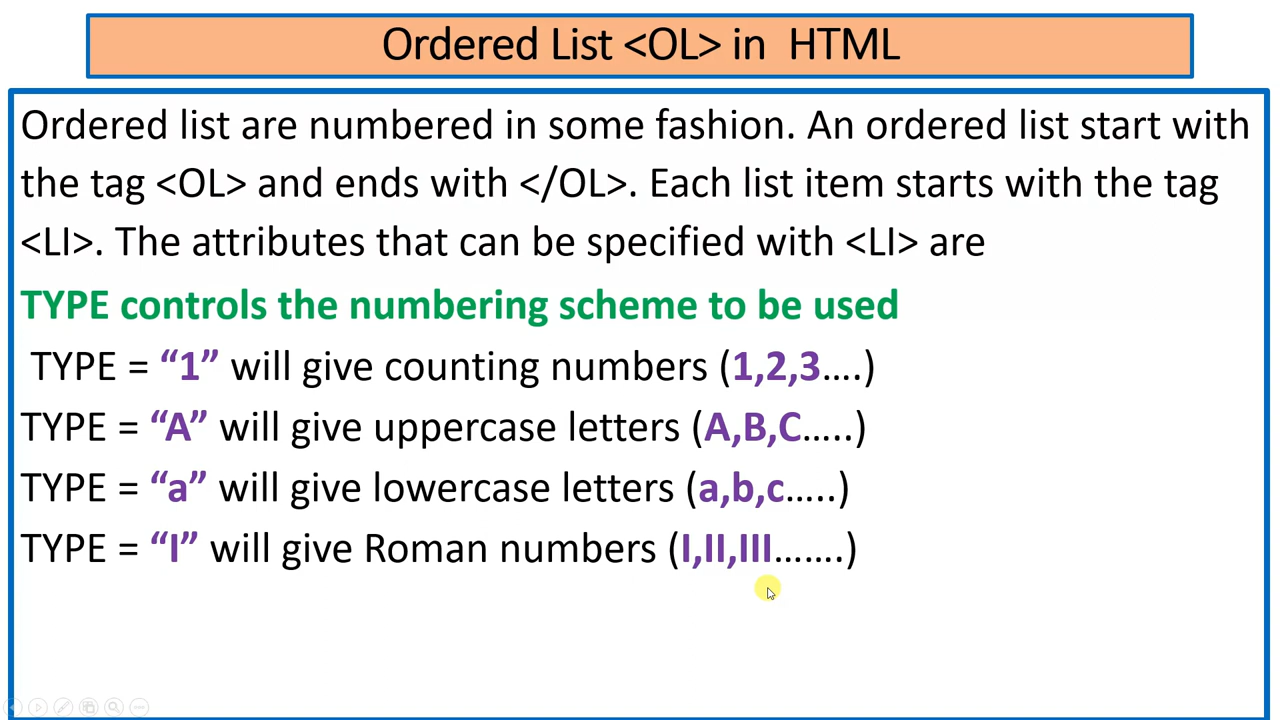 Ordered List <OL> in HTML
Ordered list are numbered in some fashion. An ordered list start with
the tag <OL> and ends with </OL>. Each list item starts with the tag
<LI>. The attributes that can be specified with <LI> are
TYPE controls the numbering scheme to be used
TYPE = “1” will give counting numbers (1,2,3….)
TYPE = “A” will give uppercase letters (A,B,C…..)
TYPE = “a” will give lowercase letters (a,b,c…..)
TYPE = “I” will give Roman numbers (I,II,III…….)